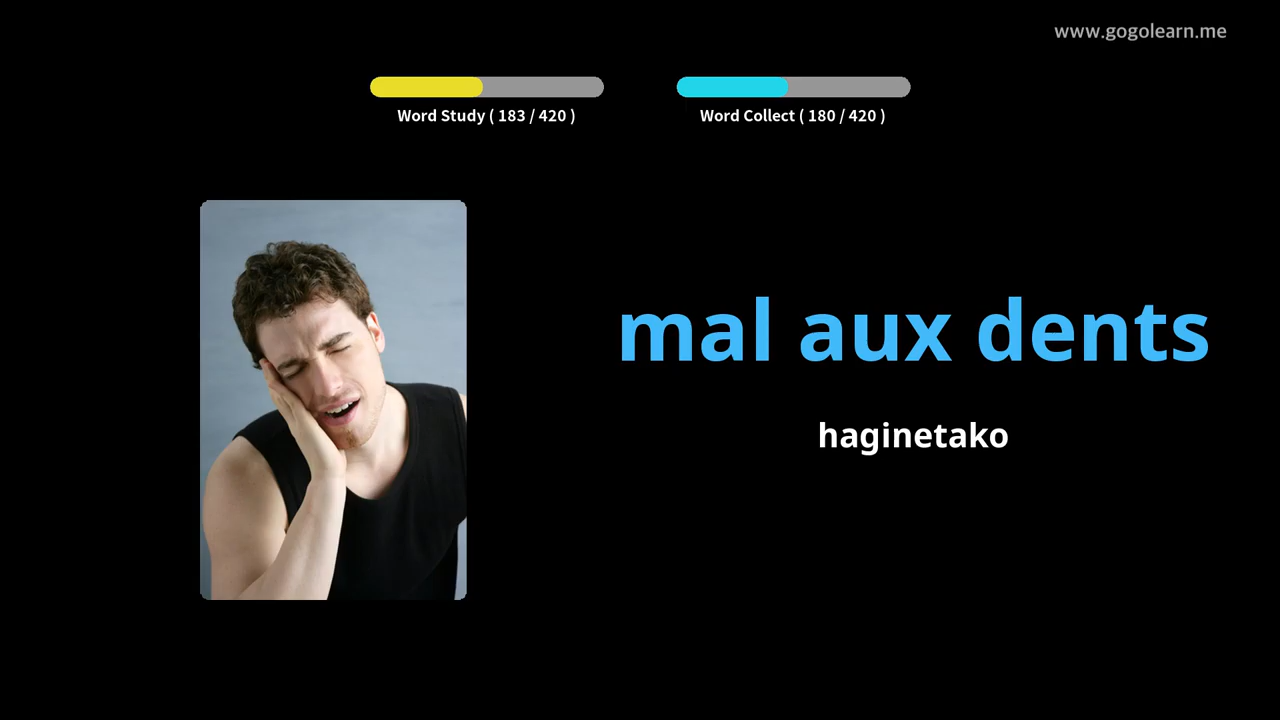 www.gogolearn.me
Word Study ( 183 / 420 )
Word Collect ( 180 / 420 )
mal aux dents
haginetako